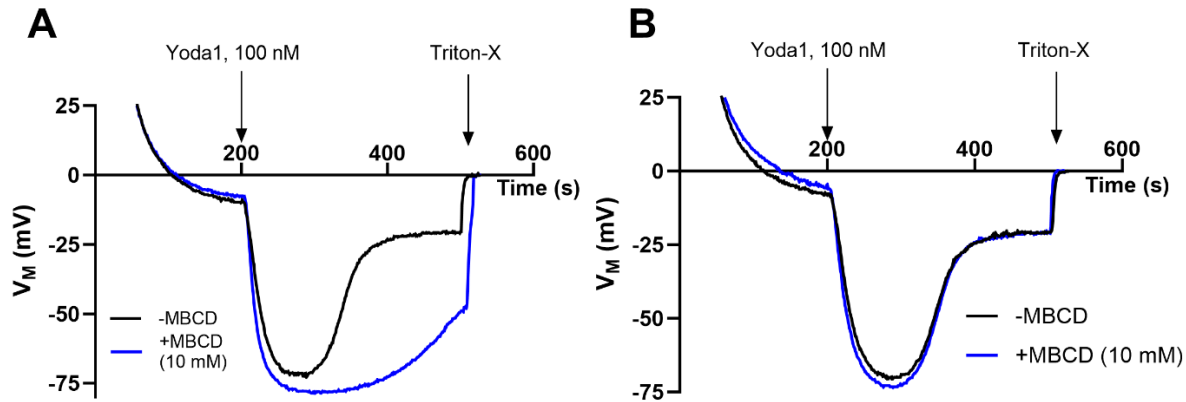 A
Yoda1, 100 nM
Triton-X
25
200
400
600
0
Time (s)
-25
-50
-75
VM (mV)
-MBCD
+MBCD
(10 mM)
B
Yoda1, 100 nM
Triton-X
25
200
400
600
0
Time (s)
-25
-50
-75
VM (mV)
-MBCD
+MBCD (10 mM)